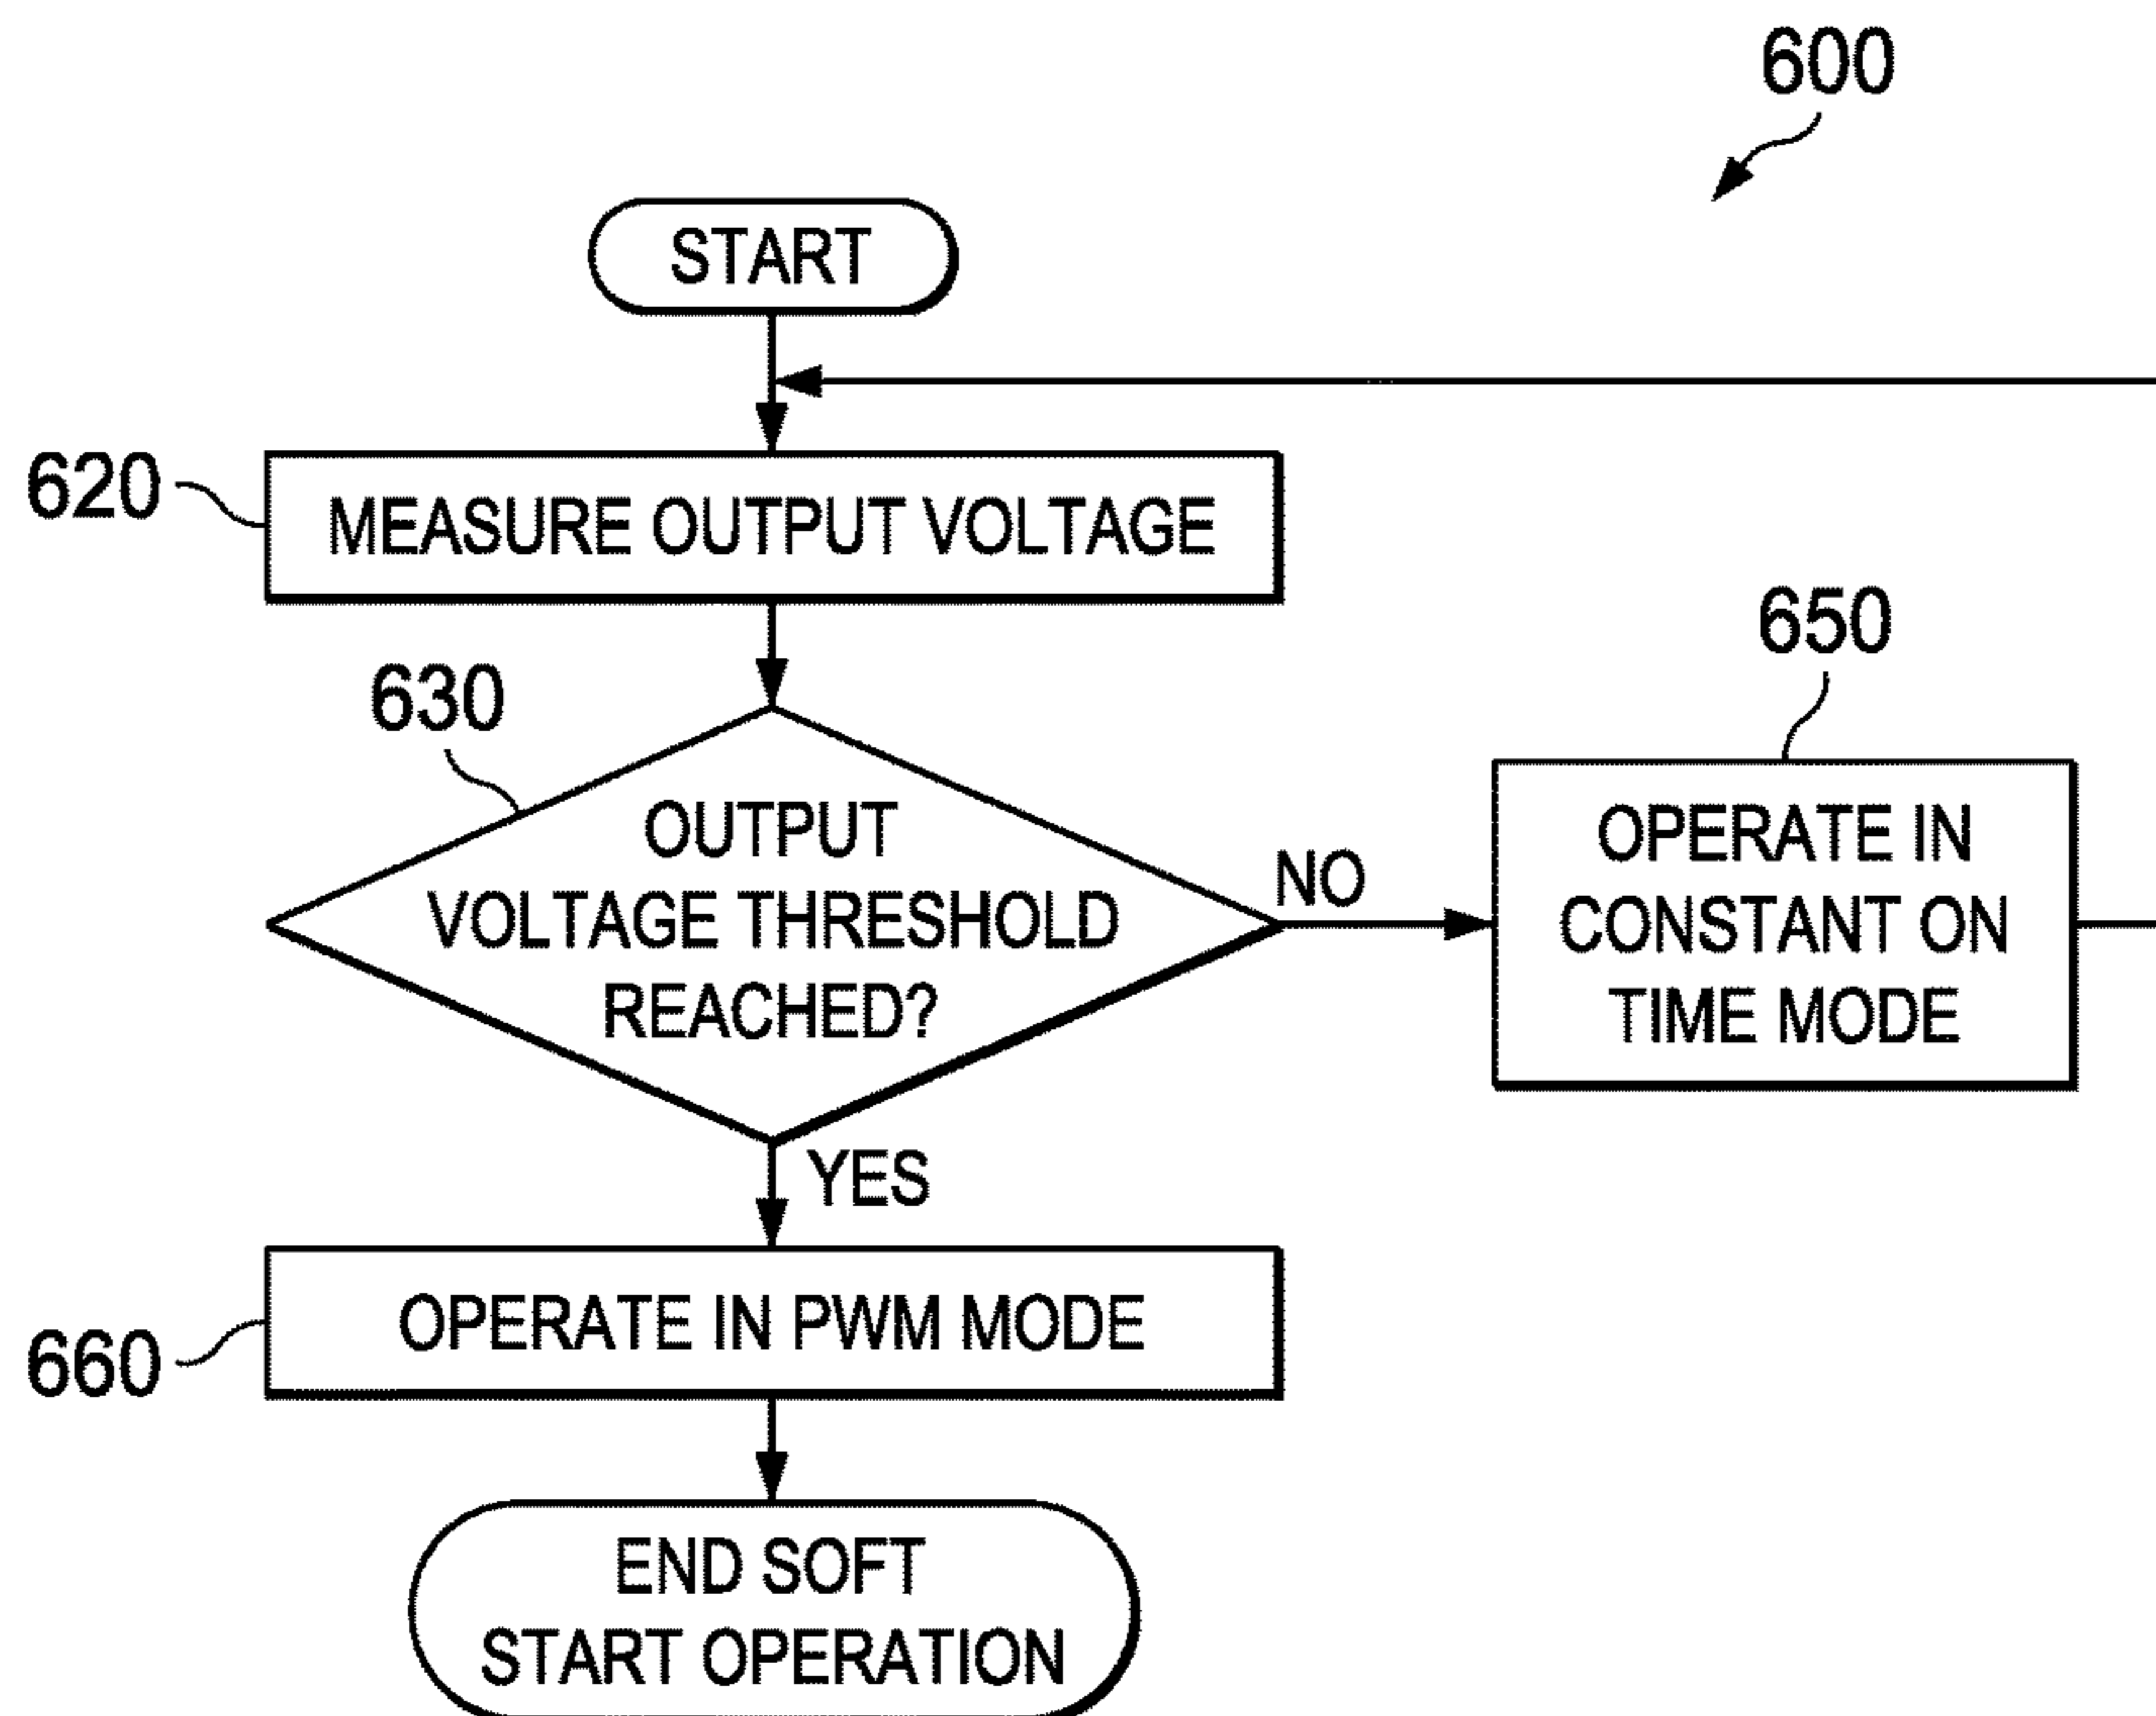 600
START
620
MEASURE OUTPUT VOLTAGE
630
OUTPUT
VOLTAGE THRESHOLD
REACHED?
NO
650
OPERATE IN
CONSTANT ON
TIME MODE
YES
660
OPERATE IN PWM MODE
END SOFT
START OPERATION